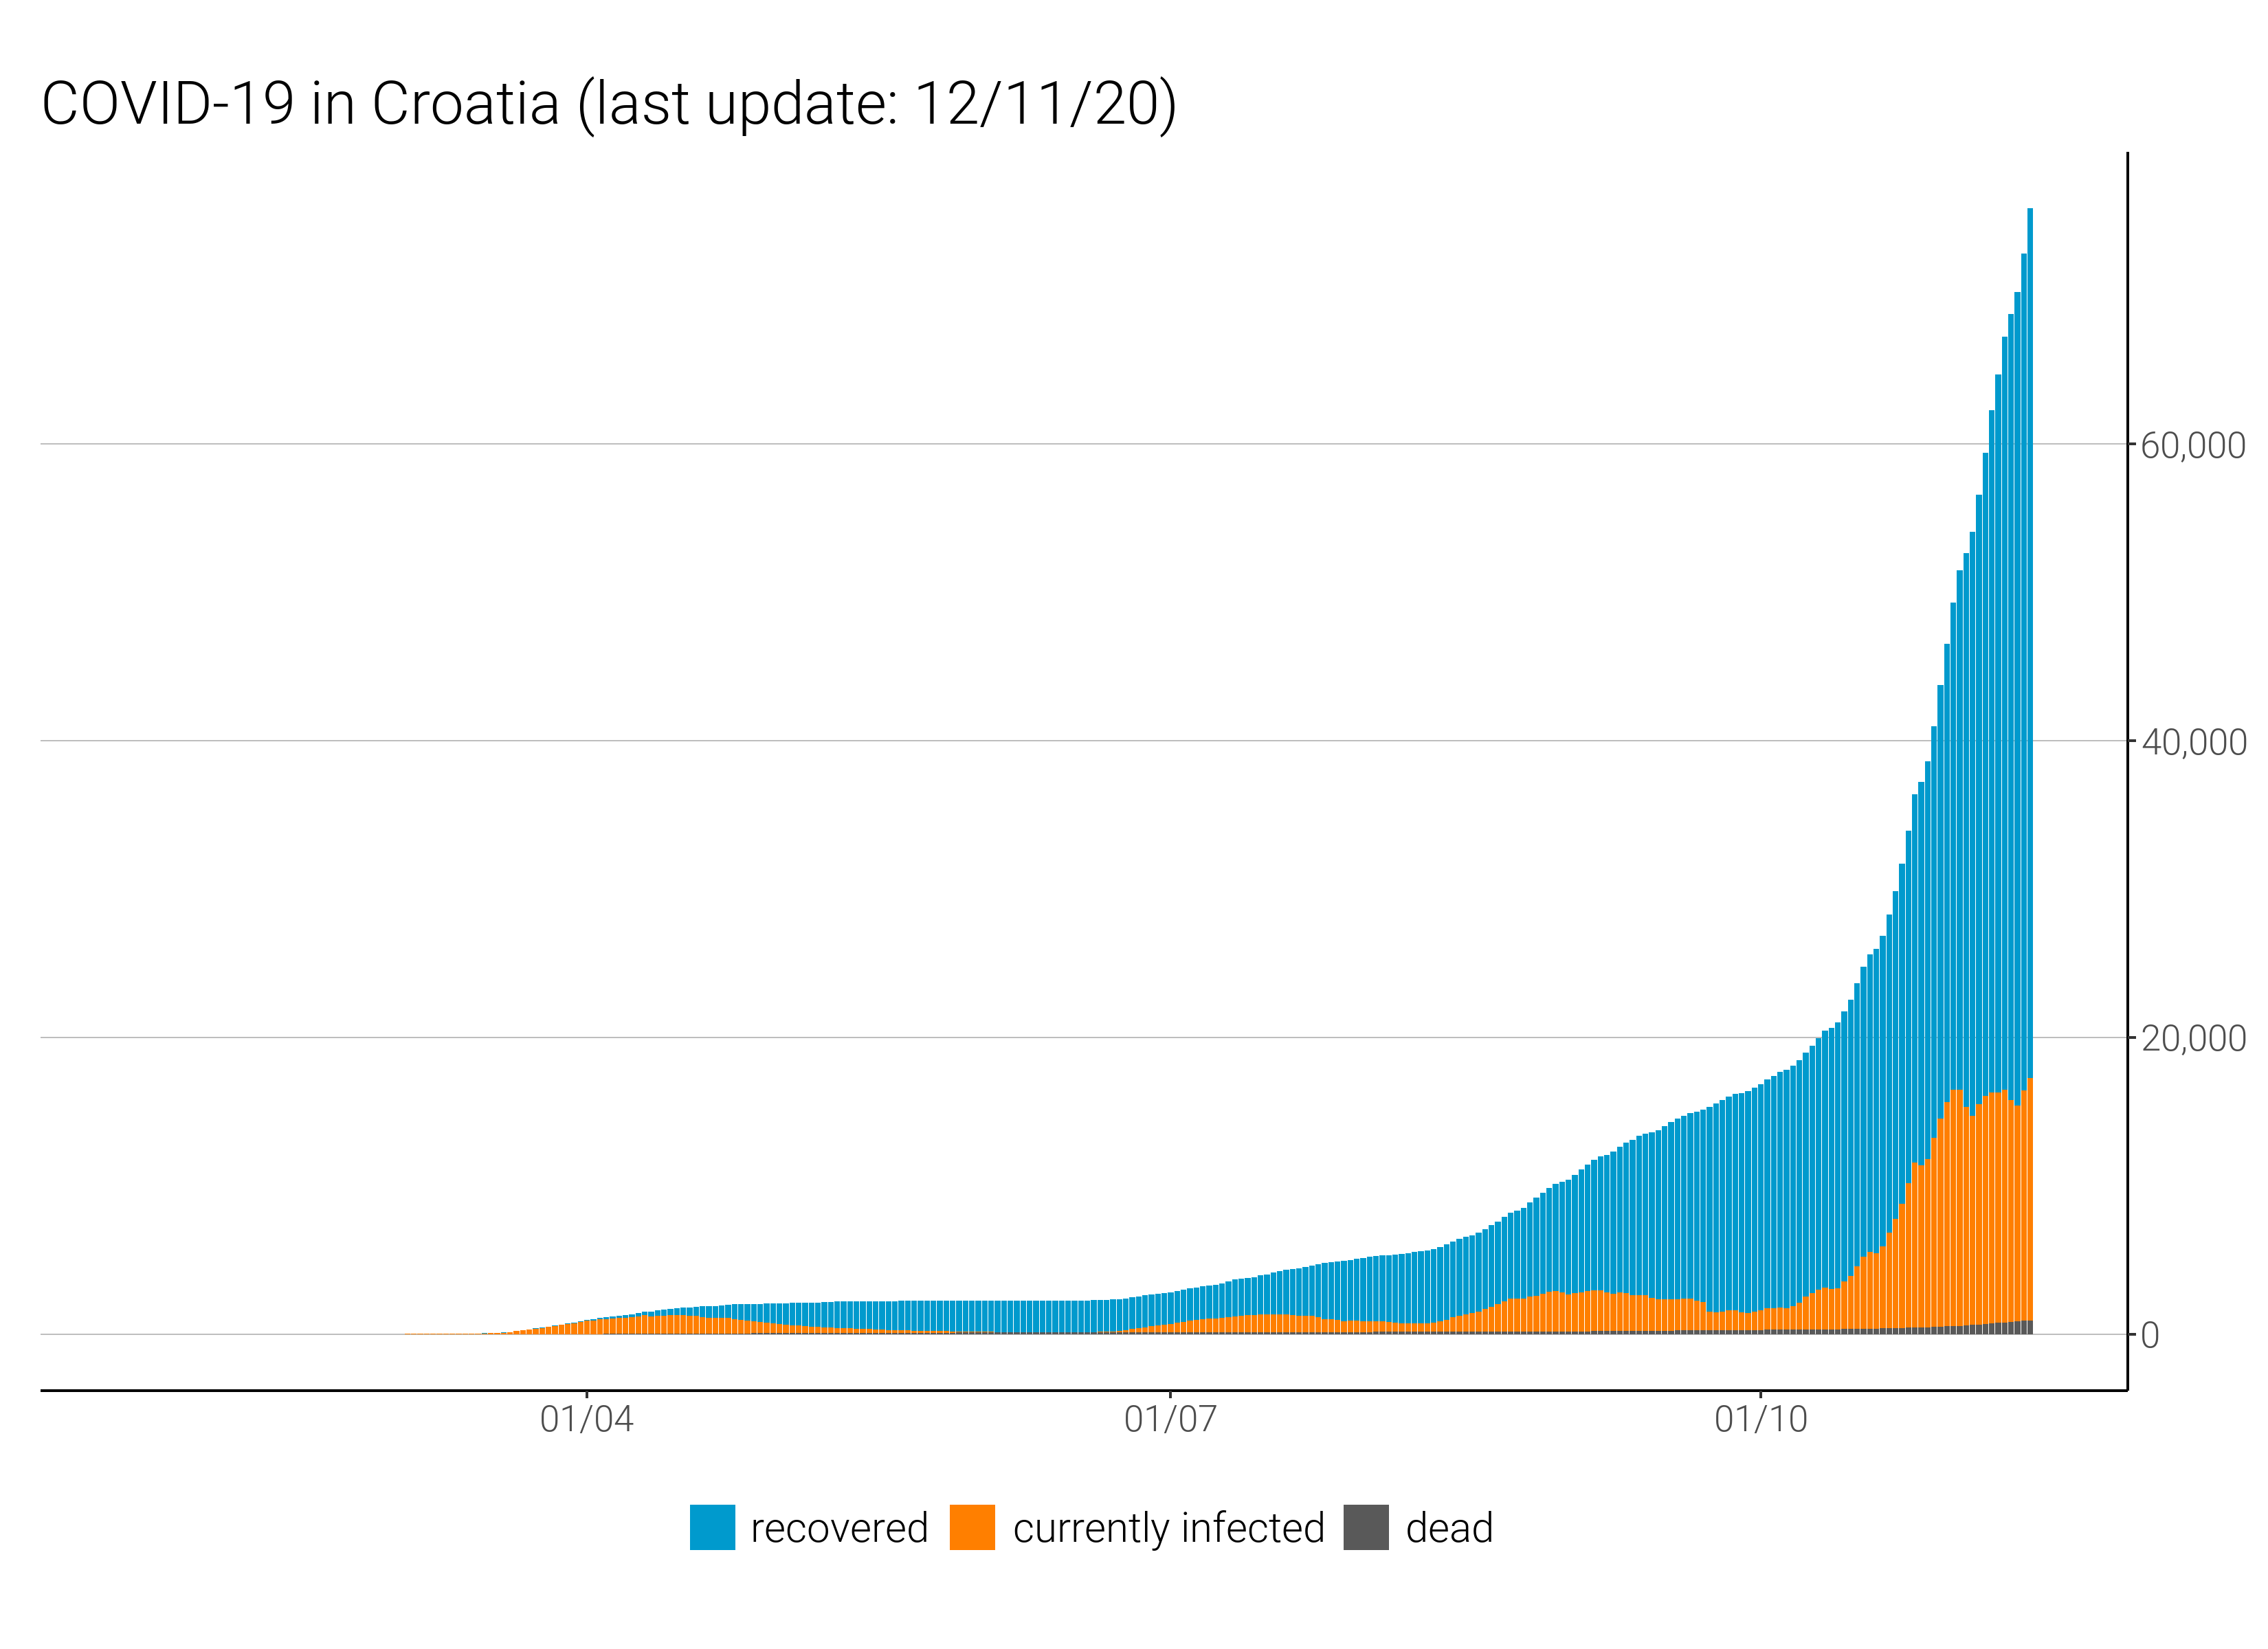 COVID-19 in Croatia (last update: 12/11/20)
60,000
40,000
20,000
0
01/04 01/07 01/10
recovered currently infected dead